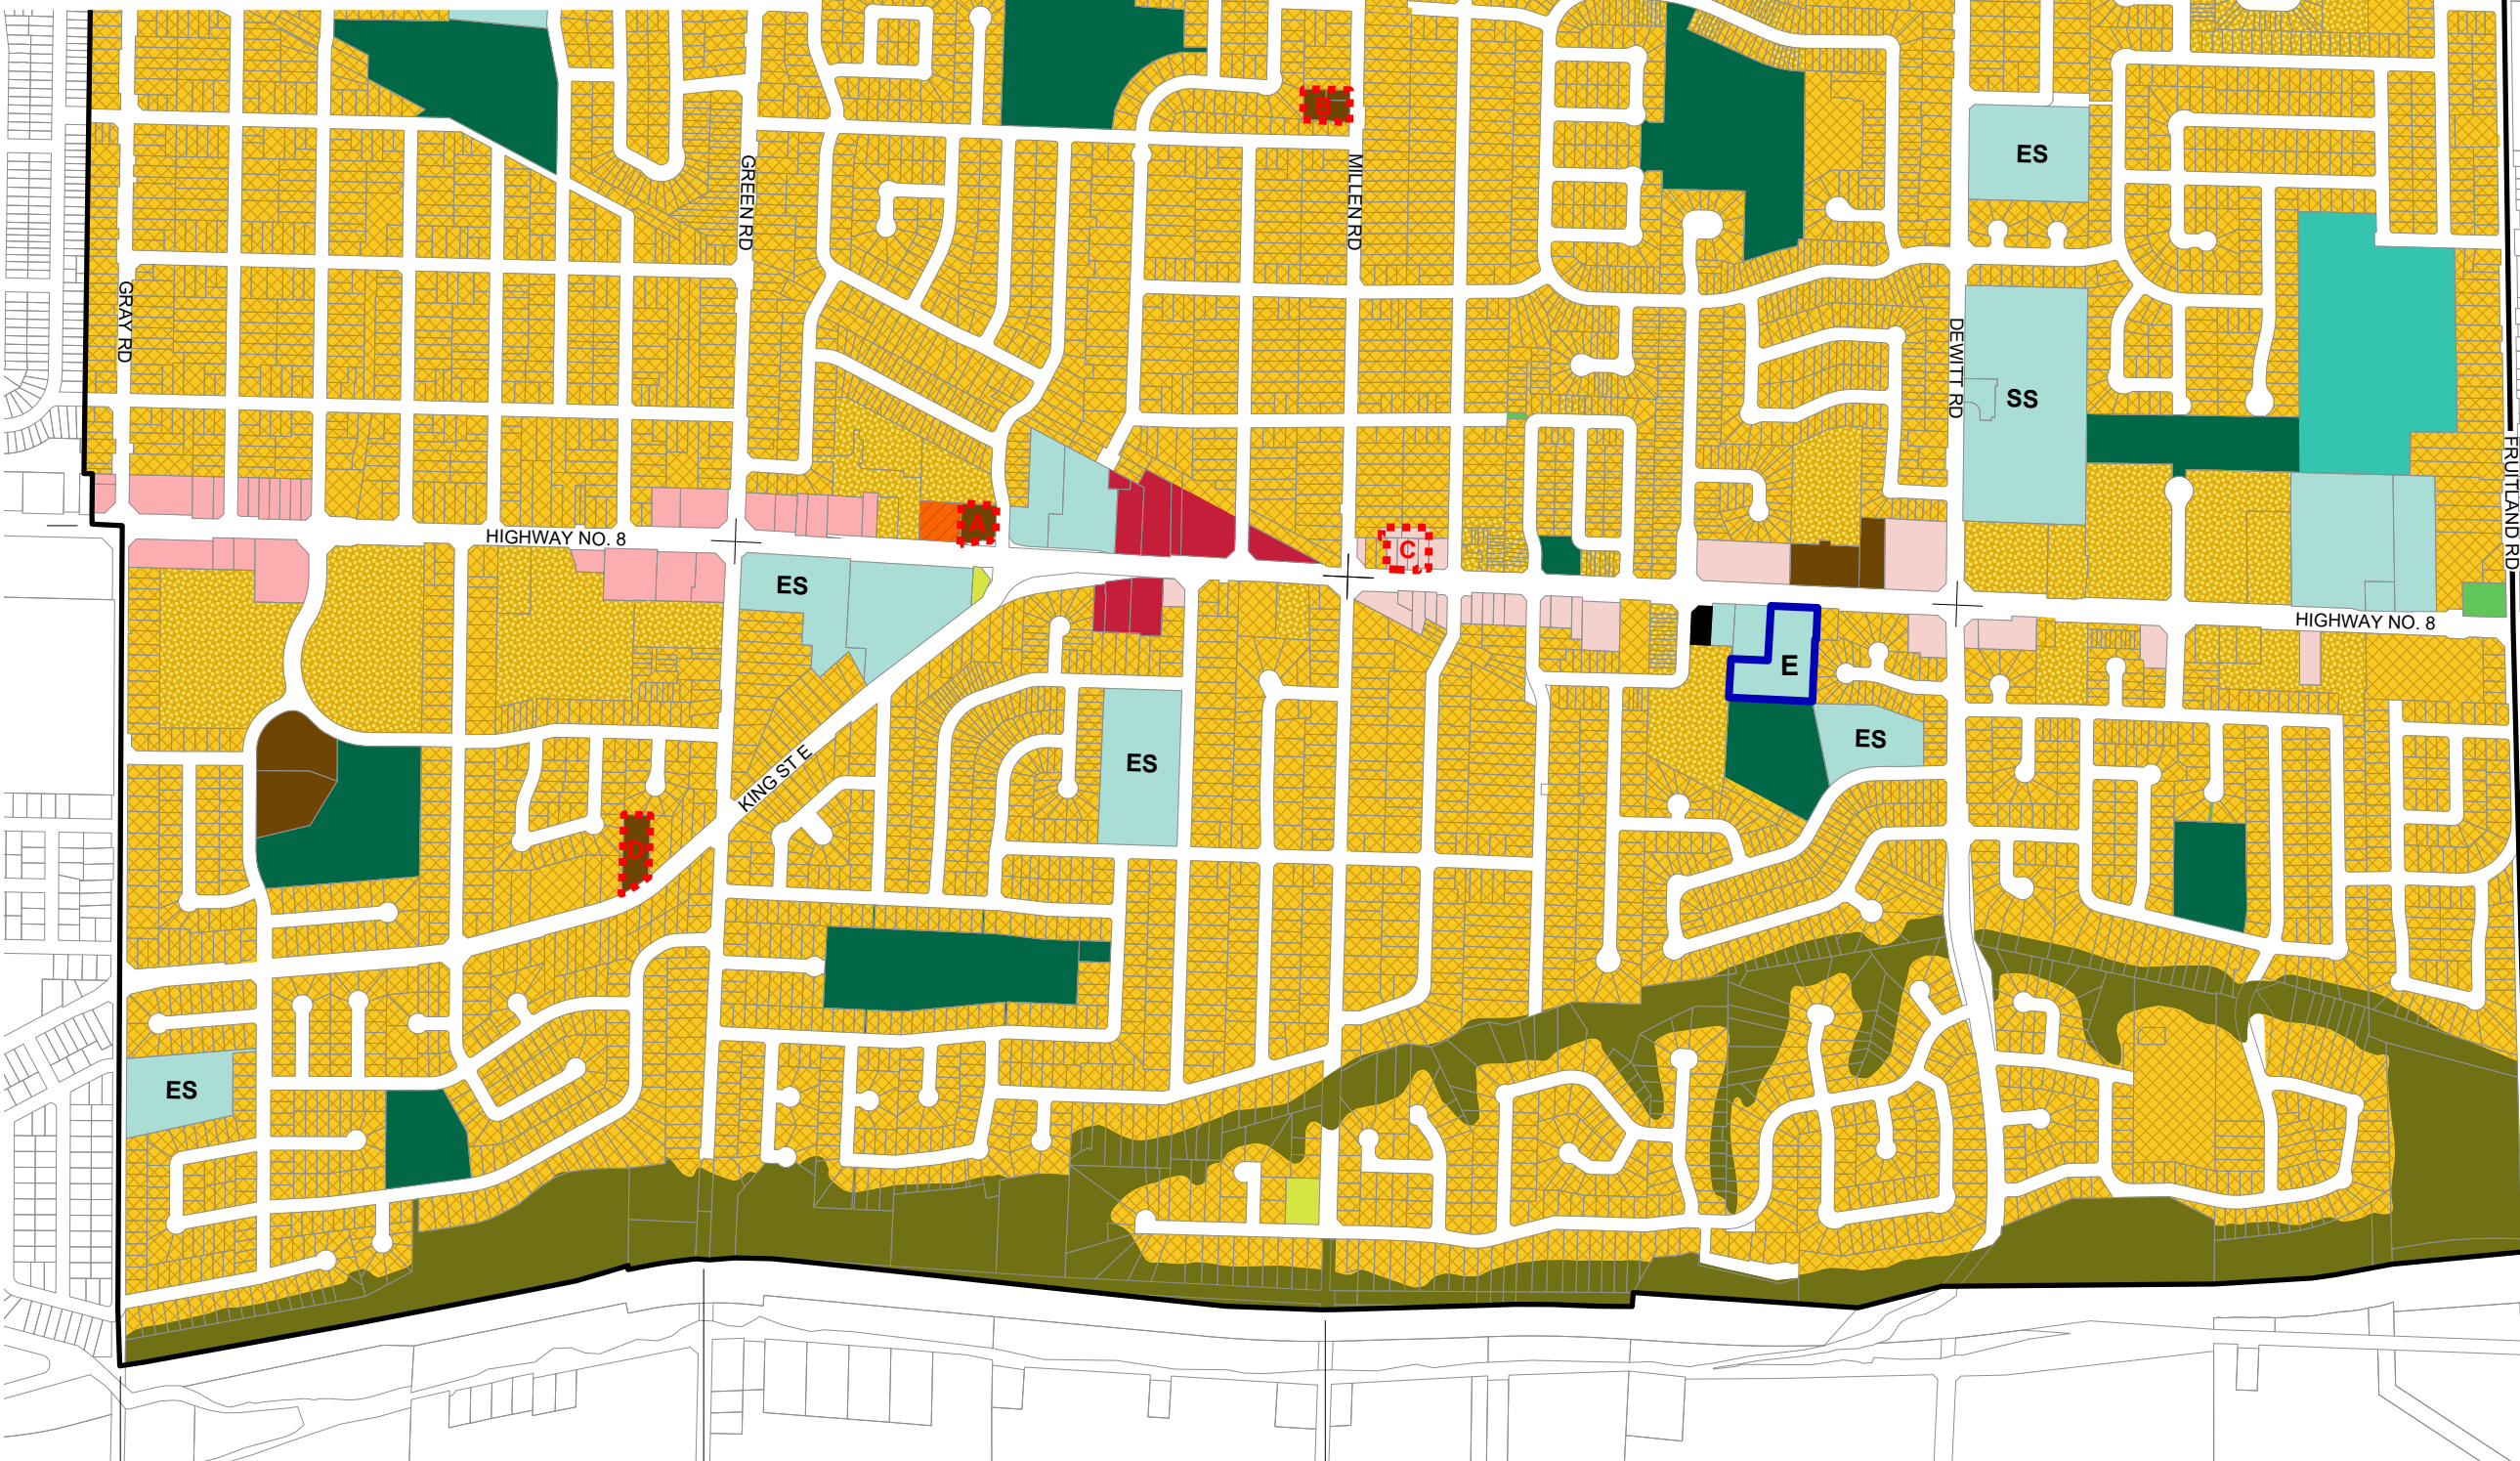 B
ES
GREEN RD
MILLEN RD
GRAY RD
DEWITT RD
SS
FRUITLAND RD
A
HIGHWAY NO. 8
C
ES
HIGHWAY NO. 8
E
ES
ES
KING ST E
D
ES